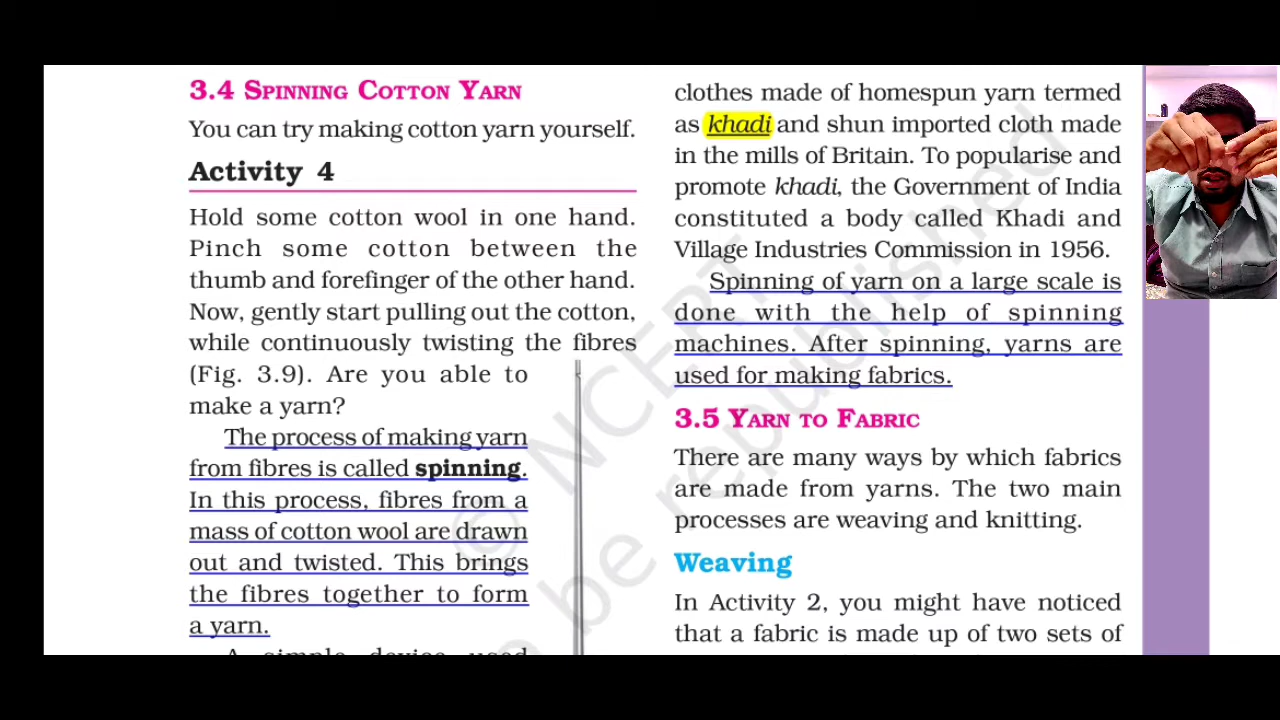 3.4 SPINNING COTTON YARN
You can try making cotton yarn yourself.
Activity 4
Hold some cotton wool in one hand.
Pinch some cotton between the
thumb and forefinger of the other hand.
Now, gently start pulling out the cotton,
while continuously twisting the fibres
(Fig. 3.9). Are you able to
make a yarn?
The process of making yarn
from fibres is called spinning.
In this process, fibres from a
mass of cotton wool are drawn
out and twisted. This brings
the fibres together to form
a yarn.
A simple device used
clothes made of homespun yarn termed
as khadi and shun imported cloth made
in the mills of Britain. To popularise and
promote khadi, the Government of India
constituted a body called Khadi and
Village Industries Commission in 1956.
Spinning of yarn on a large scale is
done with the help of spinning
machines. After spinning, yarns are
used for making fabrics.
3.5 YARN TO FABRIC
There are many ways by which fabrics
are made from yarns. The two main
processes are weaving and knitting.
Weaving
In Activity 2, you might have noticed
that a fabric is made up of two sets of
© NCERT
be republished